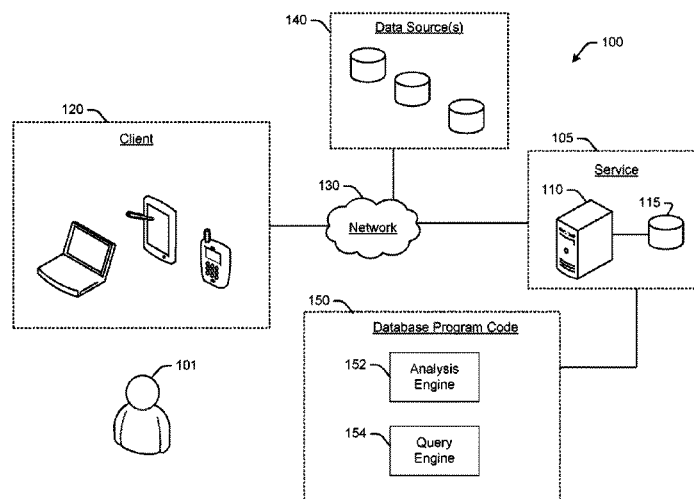 140
Data Source(s)
100
120
Client
105
Service
130
110
115
Network
150
Database Program Code
101
152
Analysis
Engine
154
Query
Engine